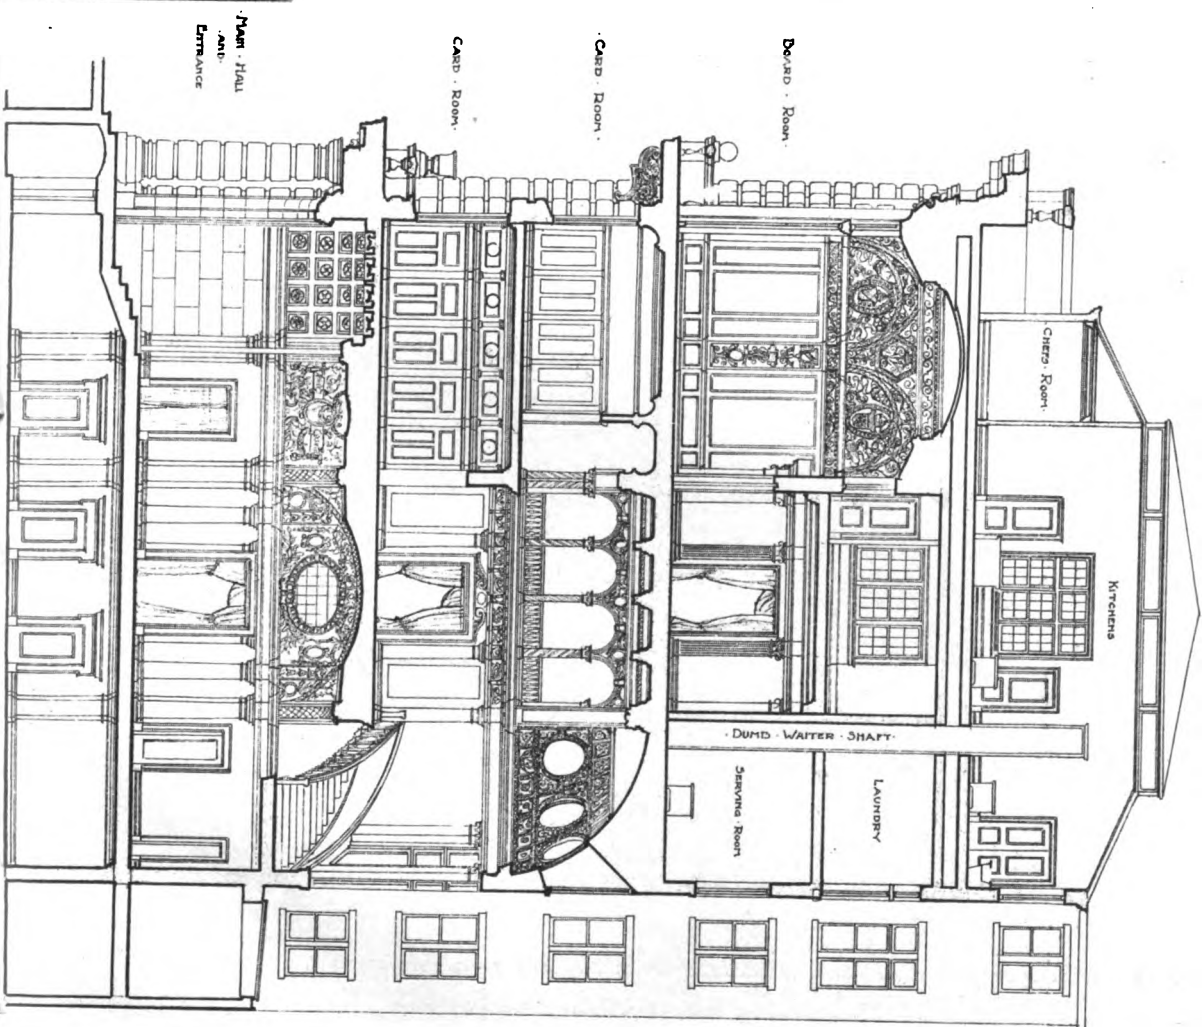 · MAIN · HALL
· AND ·
ENTRANCE
CARD · ROOM ·
· CARD · ROOM ·
BOARD · ROOM ·
CHEFS · ROOM ·
KITCHENS
· DUMB · WAITER · SHAFT ·
SERVING · ROOM
LAUNDRY